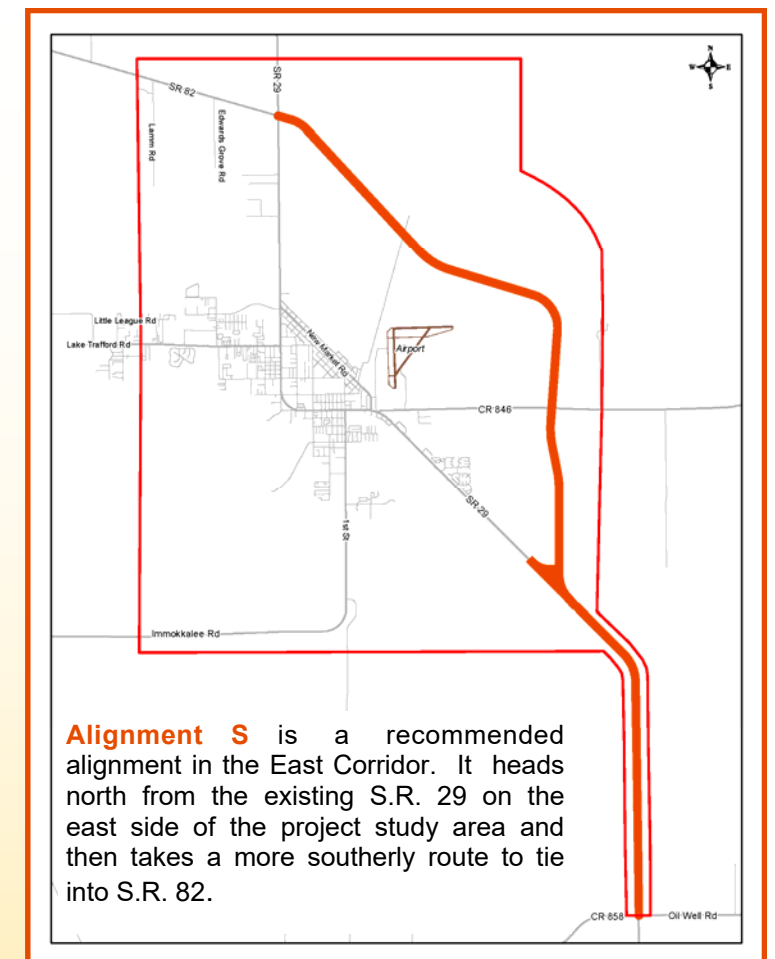 N
W E
S
SR 82
SR 29
Lamm Rd
Edwards Grove Rd
Little League Rd
Lake Trafford Rd
New Market Rd
Airport
CR 846
SR 29
1st St
Immokkalee Rd
Alignment S is a recommended
alignment in the East Corridor. It heads
north from the existing S.R. 29 on the
east side of the project study area and
then takes a more southerly route to tie
into S.R. 82.
CR 858
Oil Well Rd